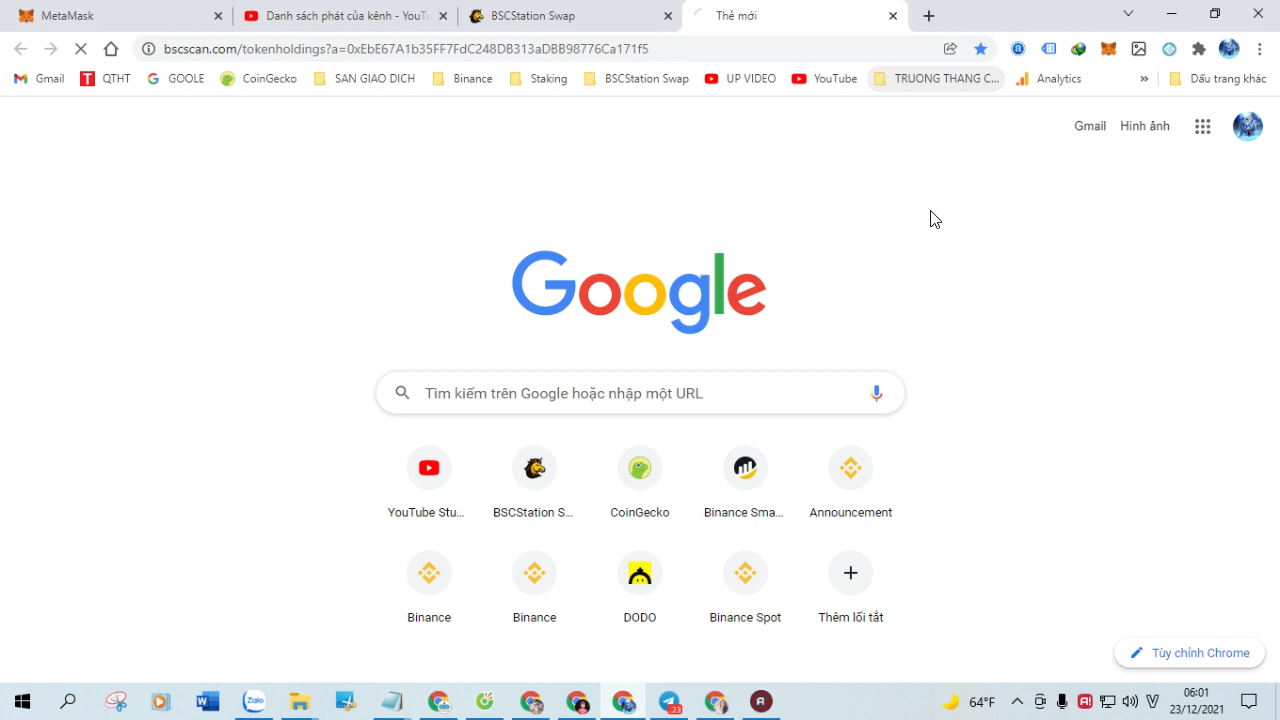 MetaMask
Danh sách phát của kênh - YouT
BSCStation Swap
Thẻ mới
bscscan.com/tokenholdings?a=0xEbE67A1b35FF7FdC248DB313aDBB98776Ca171f5
Gmail
QTHT
GOOLE
CoinGecko
SAN GIAO DICH
Binance
Staking
BSCStation Swap
UP VIDEO
YouTube
TRUONG THANG C...
Analytics
»
Dấu trang khác
Gmail
Hình ảnh
Google
Tìm kiếm trên Google hoặc nhập một URL
YouTube Stu...
BSCStation S...
CoinGecko
Binance Sma...
Announcement
Binance
Binance
DODO
Binance Spot
Thêm lối tắt
Tùy chỉnh Chrome
Zalo
23
64°F
06:01
23/12/2021